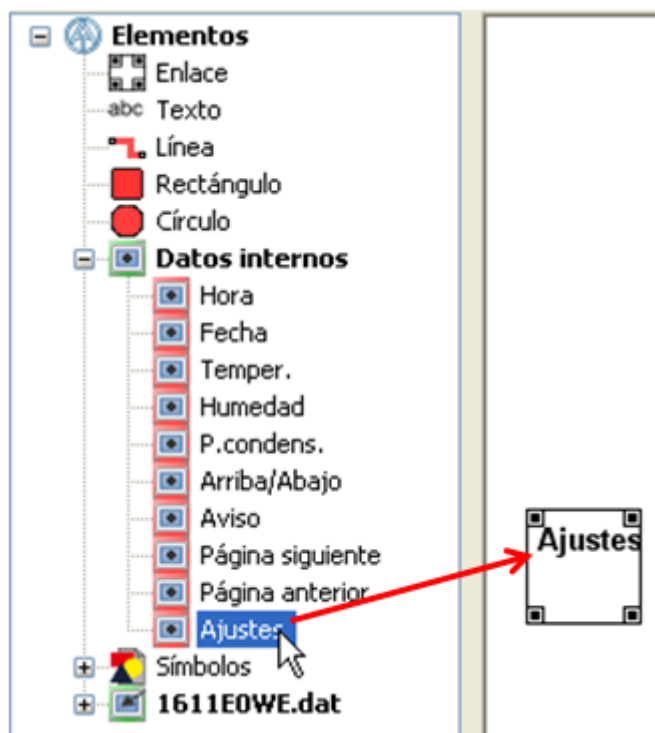 Elementos
Enlace
abc Texto
Línea
Rectángulo
Círculo
Datos internos
Hora
Fecha
Temper.
Humedad
P.condens.
Arriba/Abajo
Aviso
Página siguiente
Página anterior
Ajustes
Símbolos
1611E0WE.dat
Ajustes